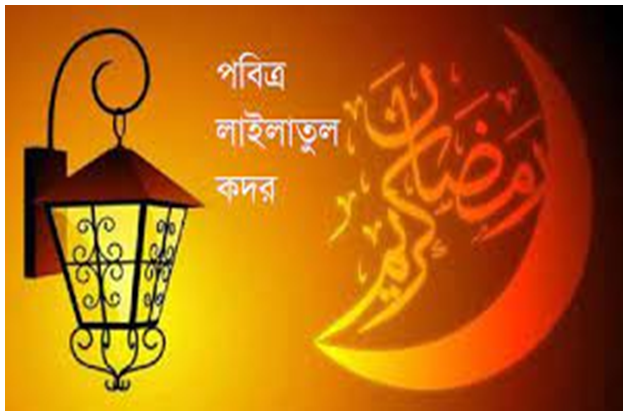 পবিত্র
লাইলাতুল
কদর
رمضان
كريم